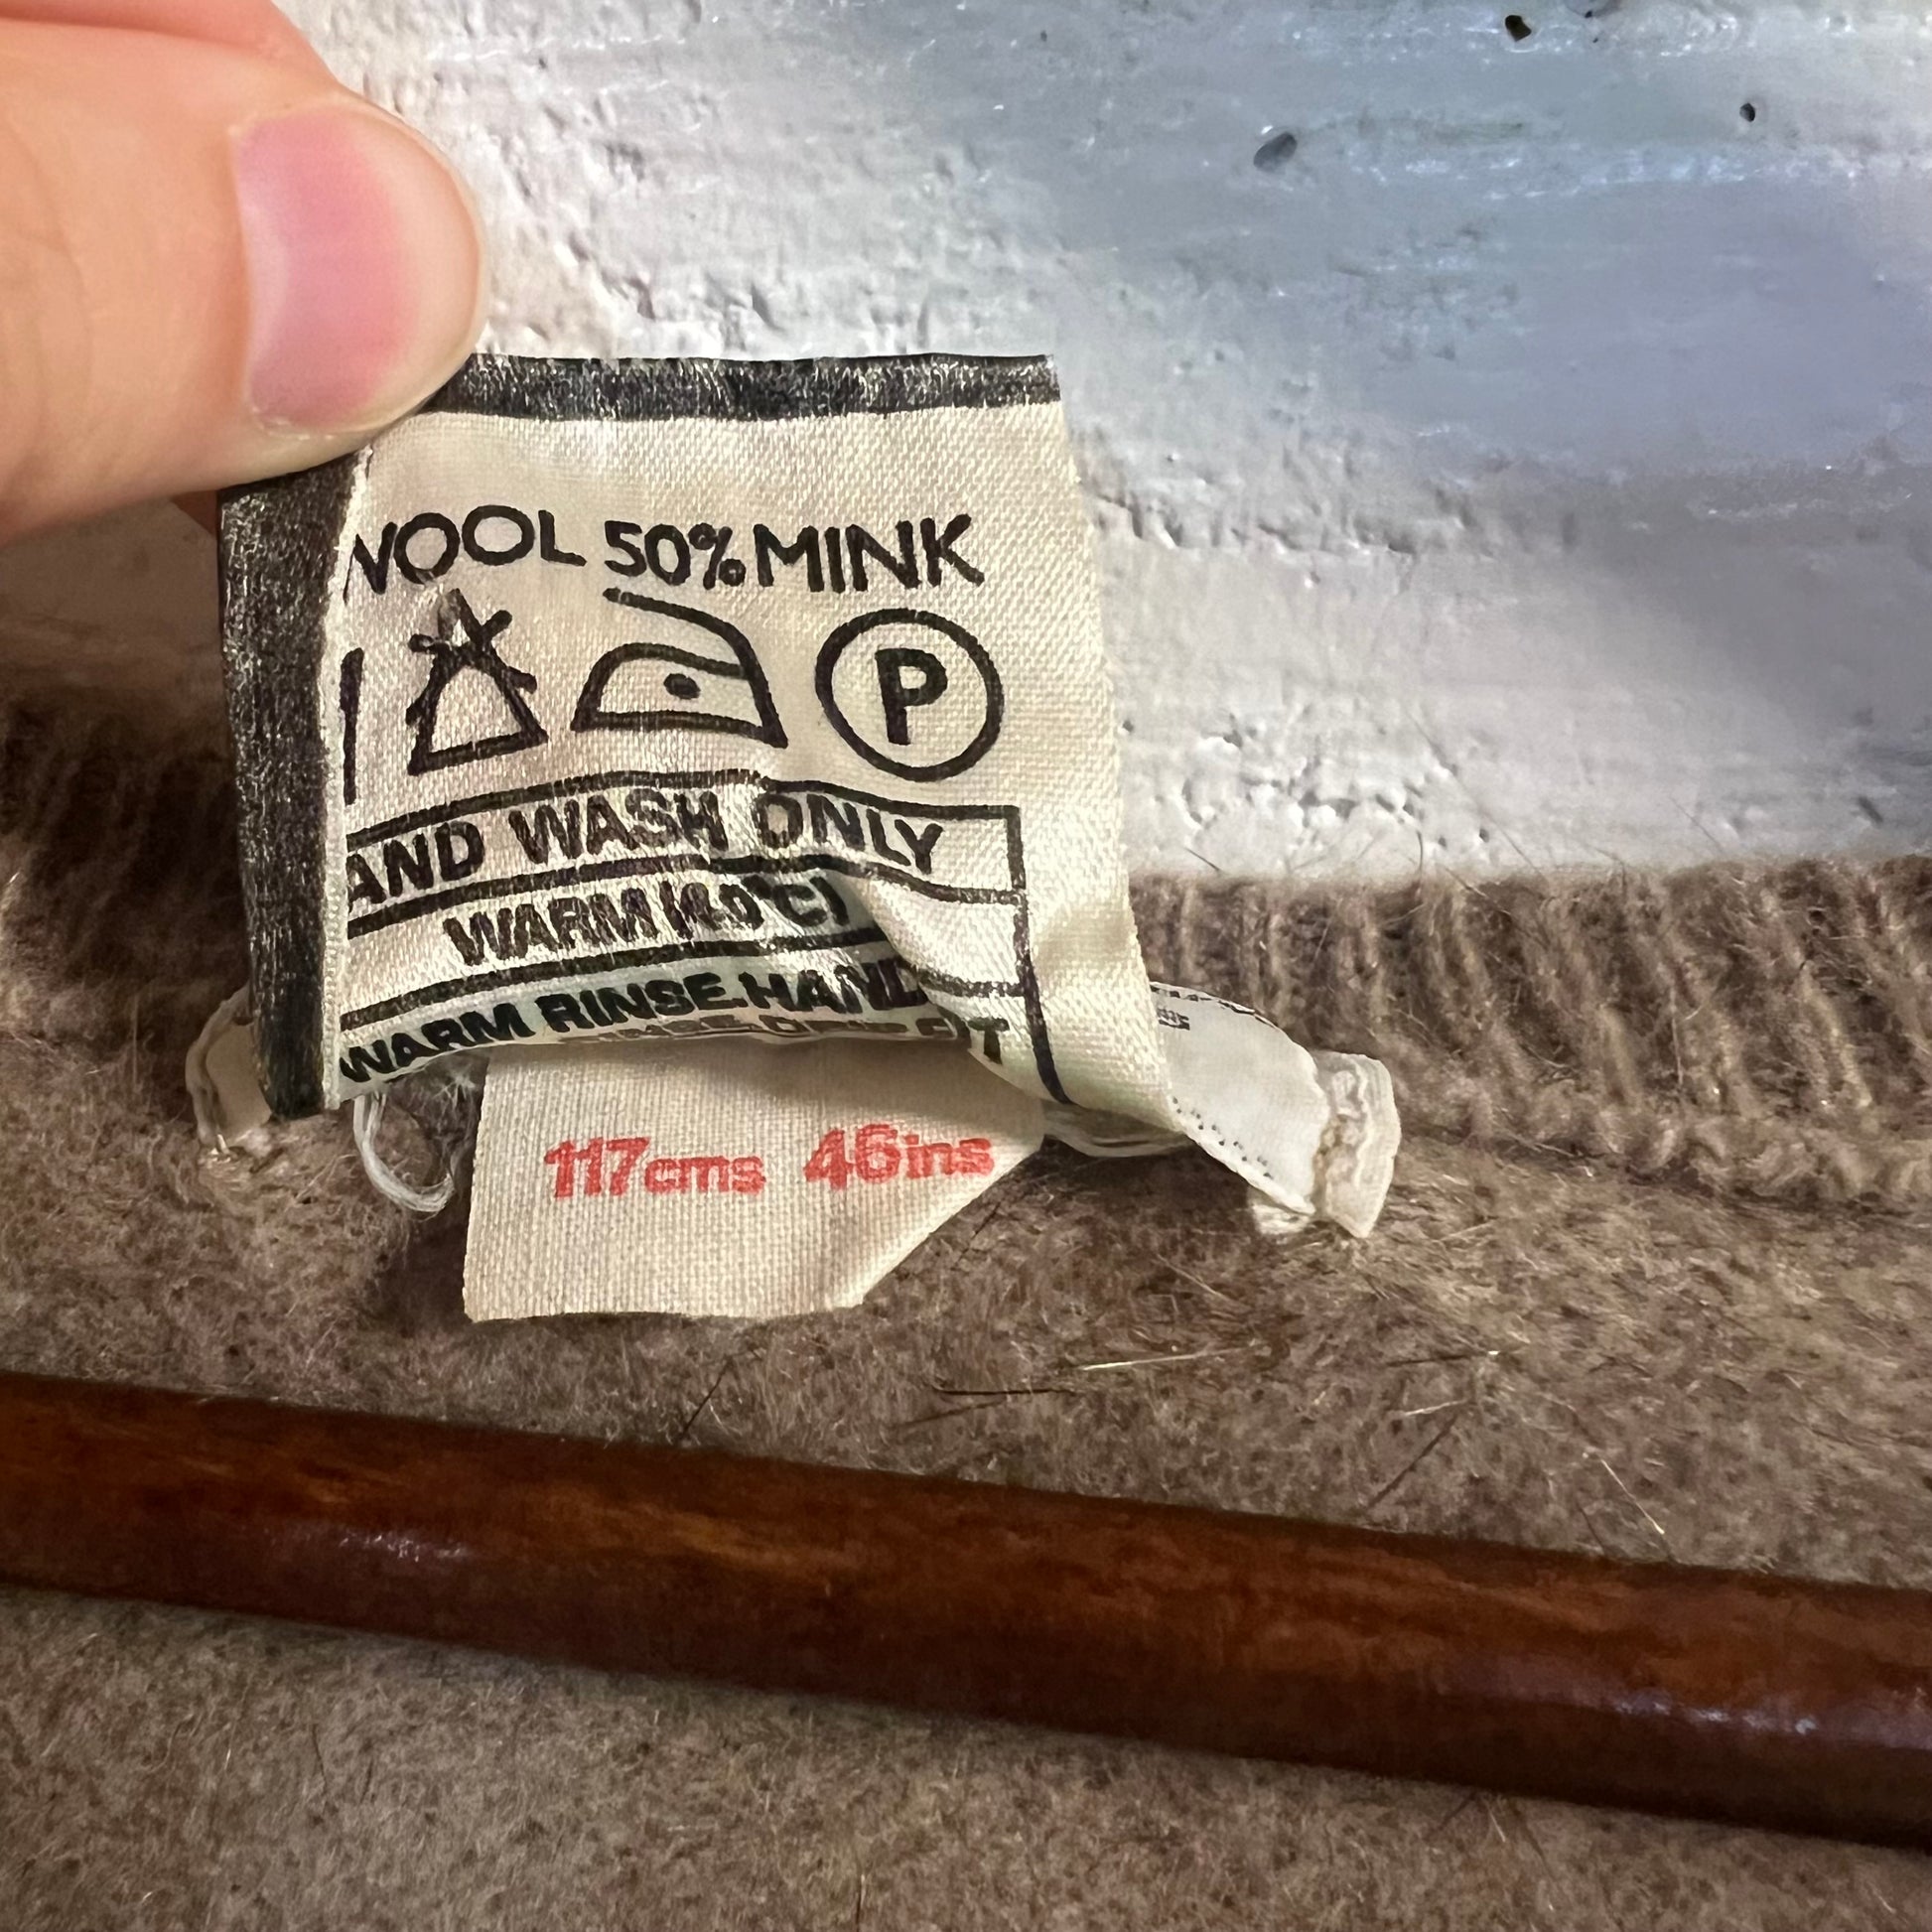 WOOL 50% MINK
P
AND WASH ONLY
WARM (40°C)
WARM RINSE. HAND
117cms 46ins